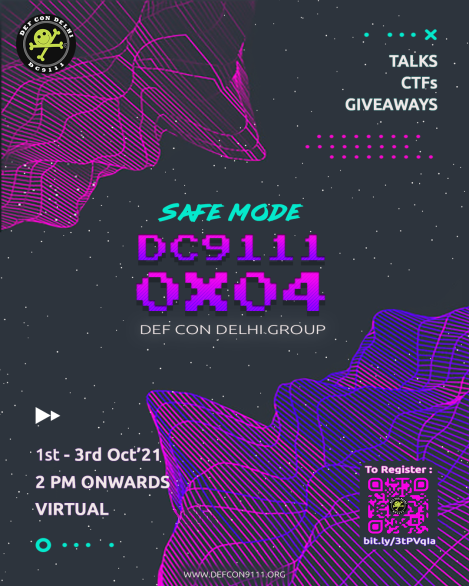 DEF CON DELHI
DC9111
TALKS
CTFs
GIVEAWAYS
SAFE MODE
DC9111
0X04
DEF CON DELHI GROUP
1st - 3rd Oct'21
2 PM ONWARDS
VIRTUAL
To Register :
bit.ly/3tPVqIa
WWW.DEFCON9111.ORG